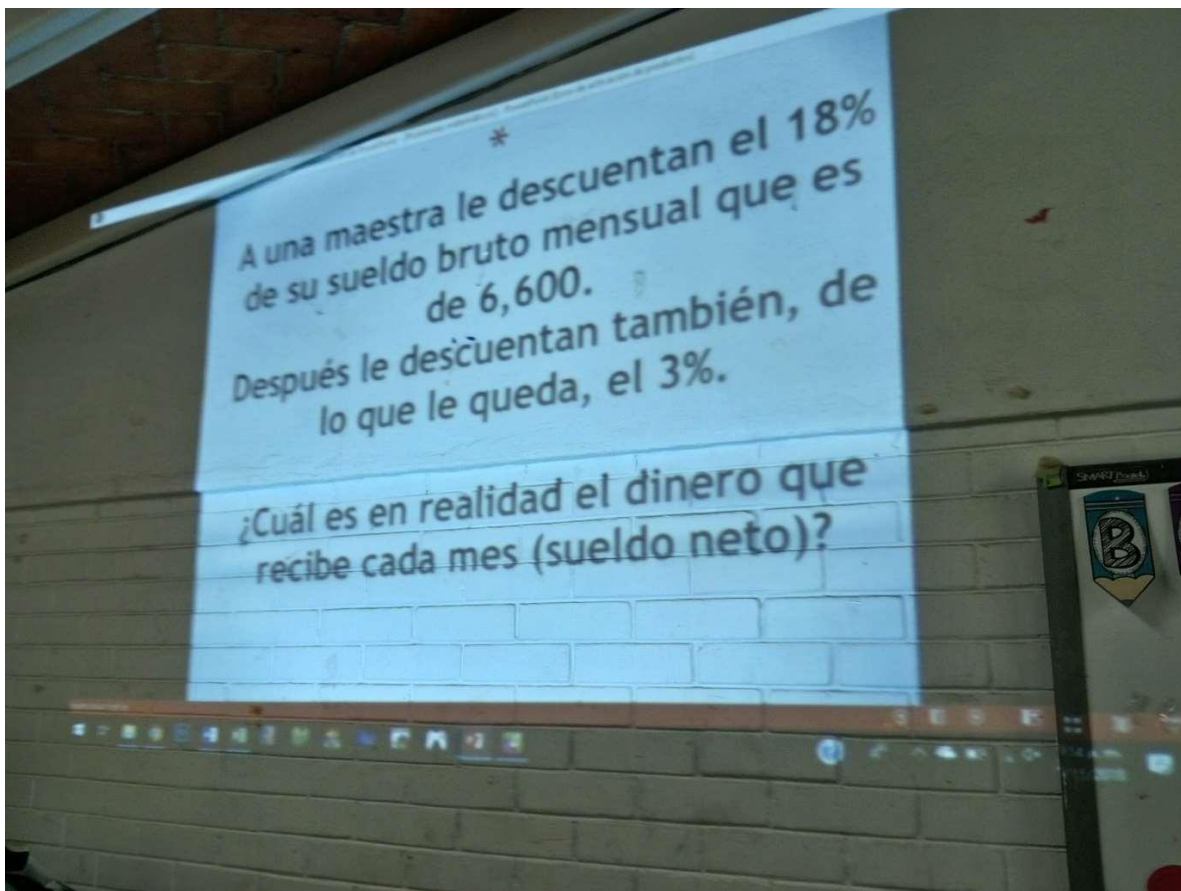 *
A una maestra le descuentan el 18%
de su sueldo bruto mensual que es
de 6,600.
Después le descuentan también, de
lo que le queda, el 3%.
¿Cuál es en realidad el dinero que
recibe cada mes (sueldo neto)?
SMART
B